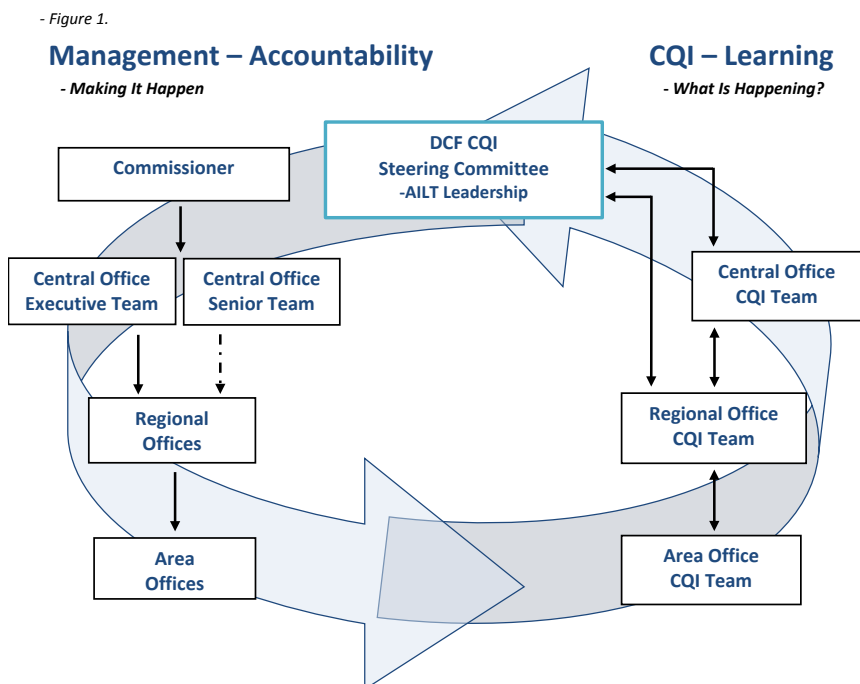 - Figure 1.
Management – Accountability
- Making It Happen
CQI – Learning
- What Is Happening?
DCF CQI
Steering Committee
-AILT Leadership
Commissioner
Central Office
Executive Team
Central Office
Senior Team
Central Office
CQI Team
Regional
Offices
Regional Office
CQI Team
Area
Offices
Area Office
CQI Team